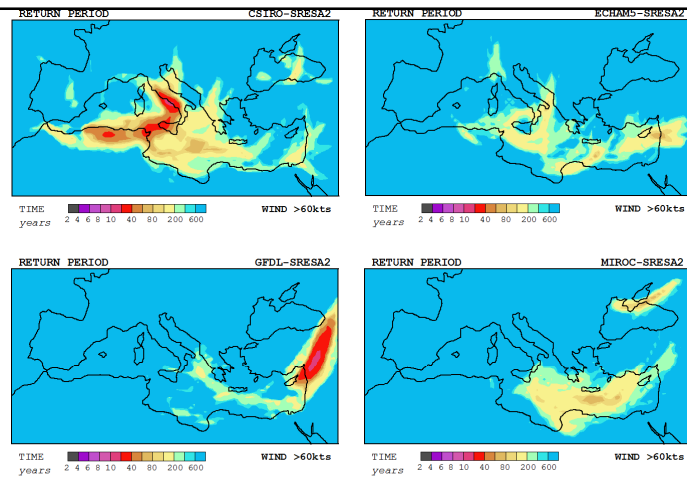 RETURN PERIOD CSIRO-SRESA2
TIME years 2 4 6 8 10 40 80 200 600 WIND >60kts
RETURN PERIOD ECHAM5-SRESA2
TIME years 2 4 6 8 10 40 80 200 600 WIND >60kts
RETURN PERIOD GFDL-SRESA2
TIME years 2 4 6 8 10 40 80 200 600 WIND >60kts
RETURN PERIOD MIROC-SRESA2
TIME years 2 4 6 8 10 40 80 200 600 WIND >60kts